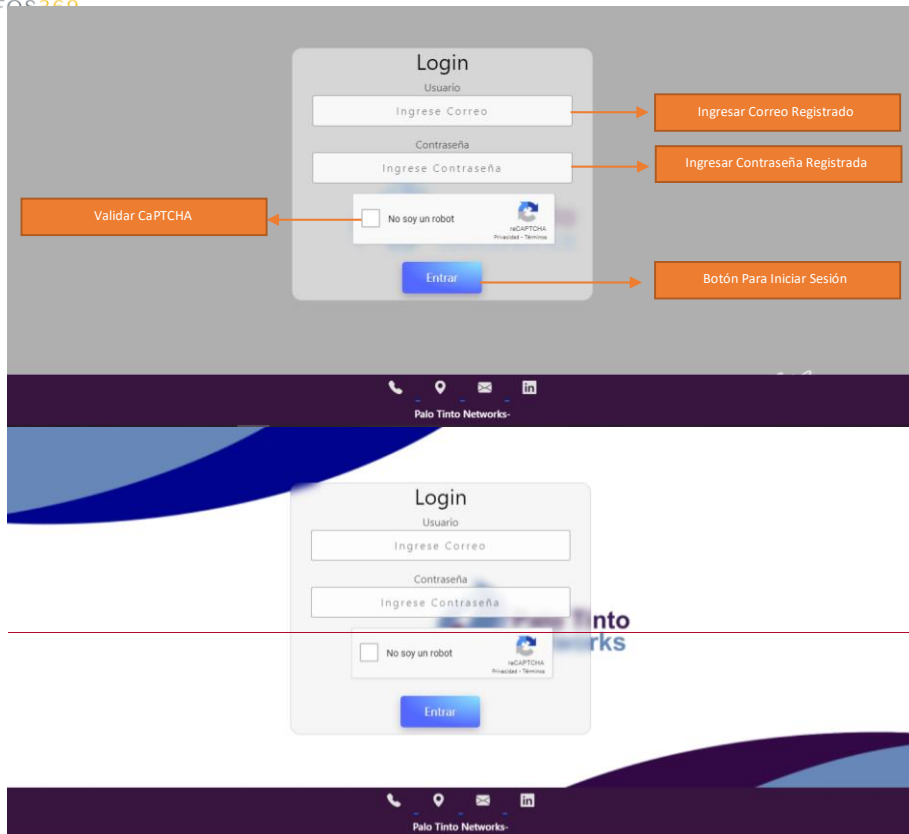 Login
Usuario
Ingrese Correo
Ingresar Correo Registrado
Contraseña
Ingrese Contraseña
Ingresar Contraseña Registrada
Validar CaPTCHA
No soy un robot
reCAPTCHA
Privacidad - Términos
Entrar
Botón Para Iniciar Sesión
Palo Tinto Networks-
Login
Usuario
Ingrese Correo
Contraseña
Ingrese Contraseña
nto
rks
No soy un robot
reCAPTCHA
Privacidad - Términos
Entrar
Palo Tinto Networks-